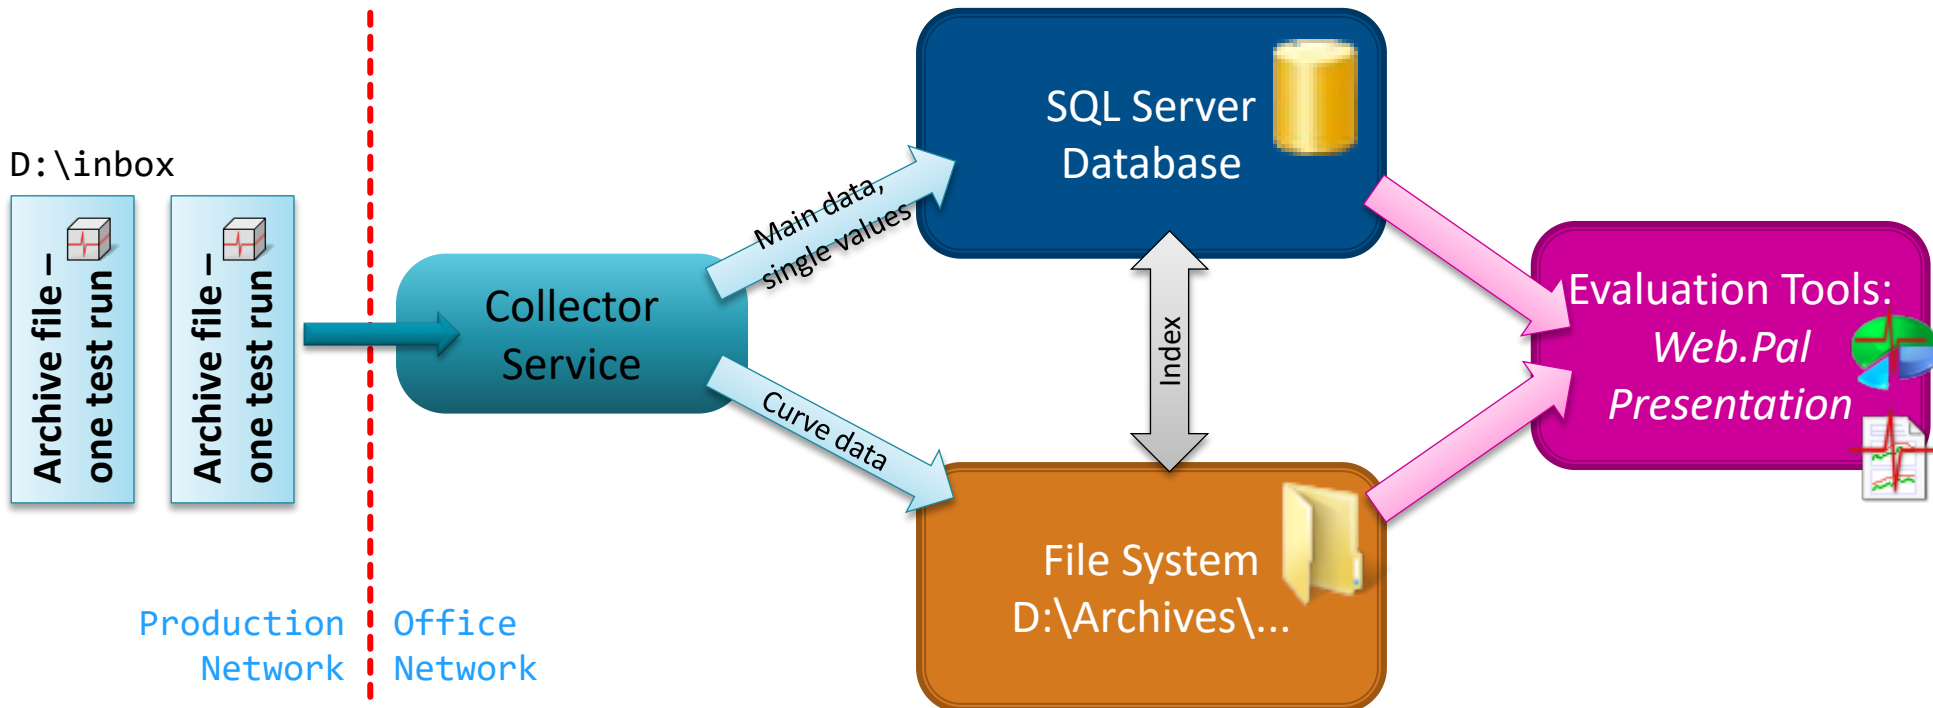 D:\inbox
Archive file –
one test run
Archive file –
one test run
Production
Network
Office
Network
Collector
Service
Main data,
single values
Curve data
SQL Server
Database
Index
File System
D:\Archives\...
Evaluation Tools:
Web.Pal
Presentation